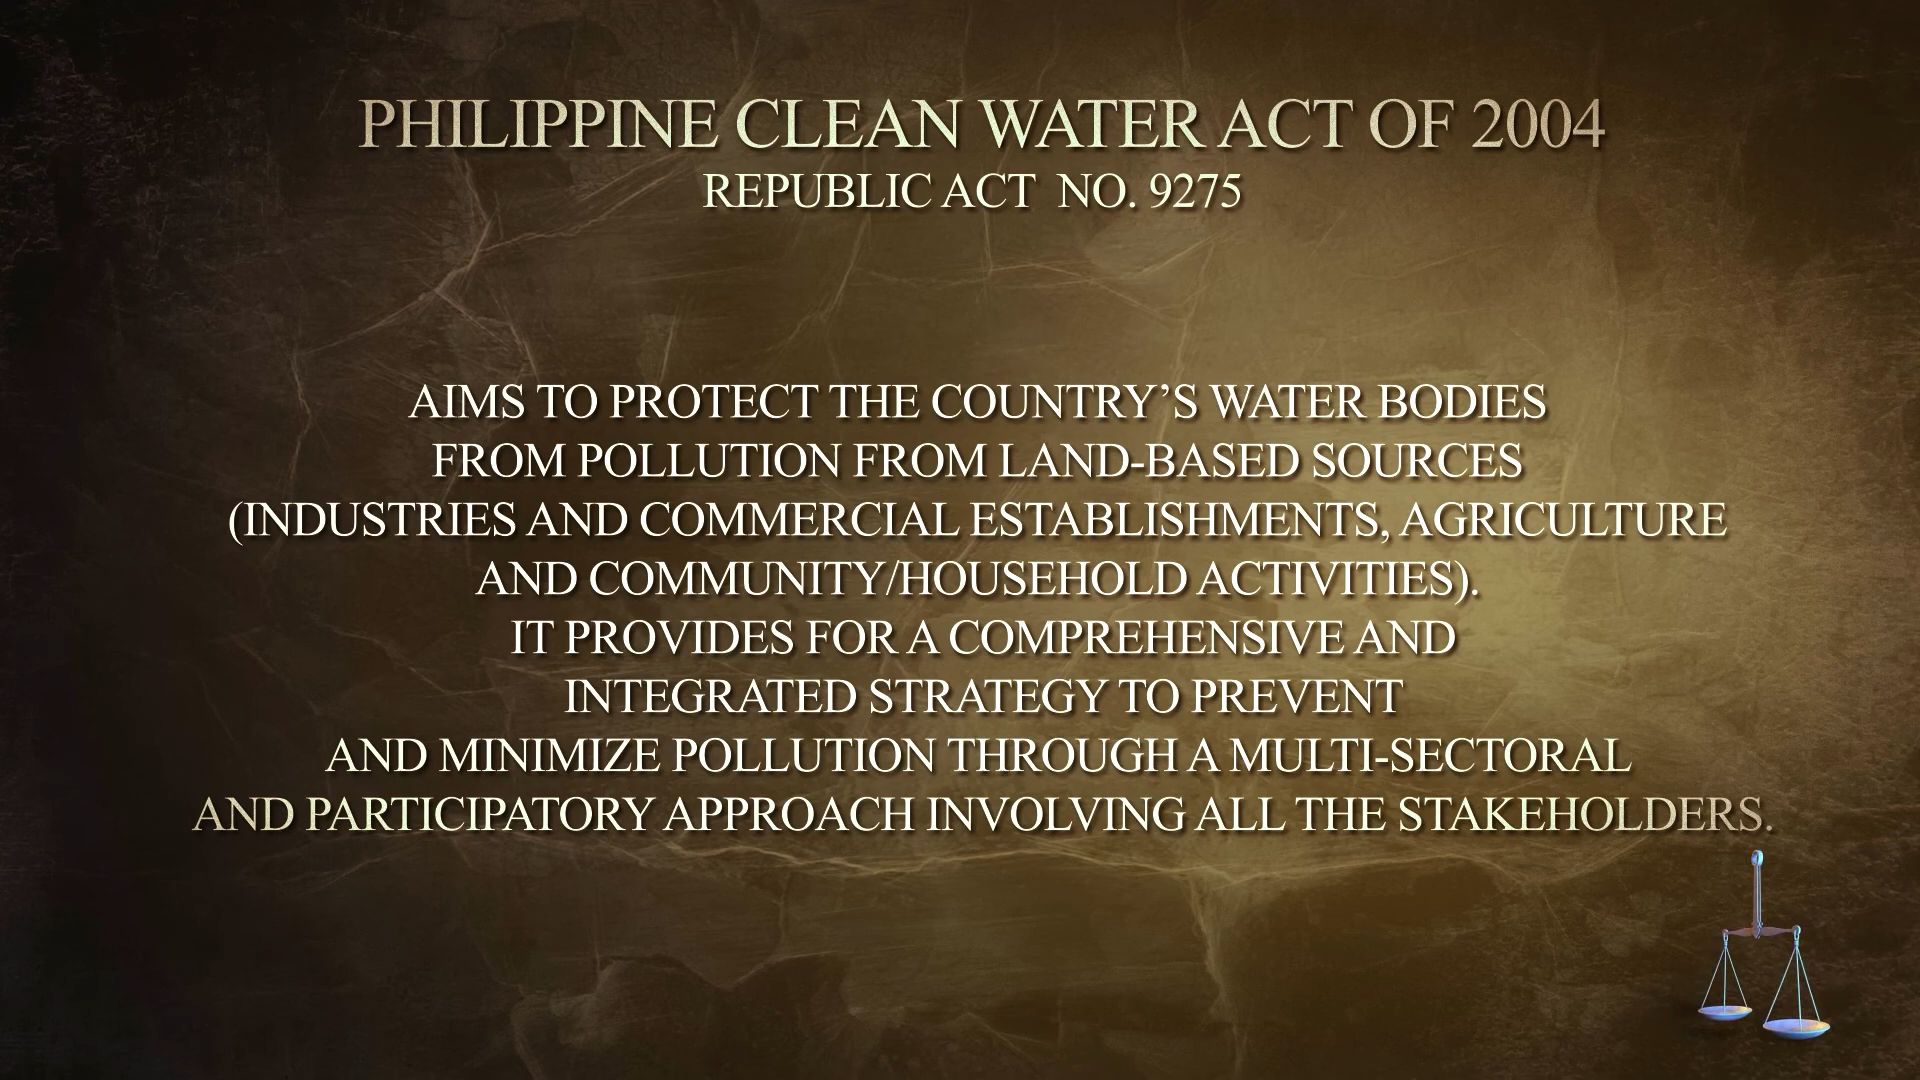 PHILIPPINE CLEAN WATER ACT OF 2004
REPUBLIC ACT NO. 9275
AIMS TO PROTECT THE COUNTRY’S WATER BODIES
FROM POLLUTION FROM LAND-BASED SOURCES
(INDUSTRIES AND COMMERCIAL ESTABLISHMENTS, AGRICULTURE
AND COMMUNITY/HOUSEHOLD ACTIVITIES).
IT PROVIDES FOR A COMPREHENSIVE AND
INTEGRATED STRATEGY TO PREVENT
AND MINIMIZE POLLUTION THROUGH A MULTI-SECTORAL
AND PARTICIPATORY APPROACH INVOLVING ALL THE STAKEHOLDERS.